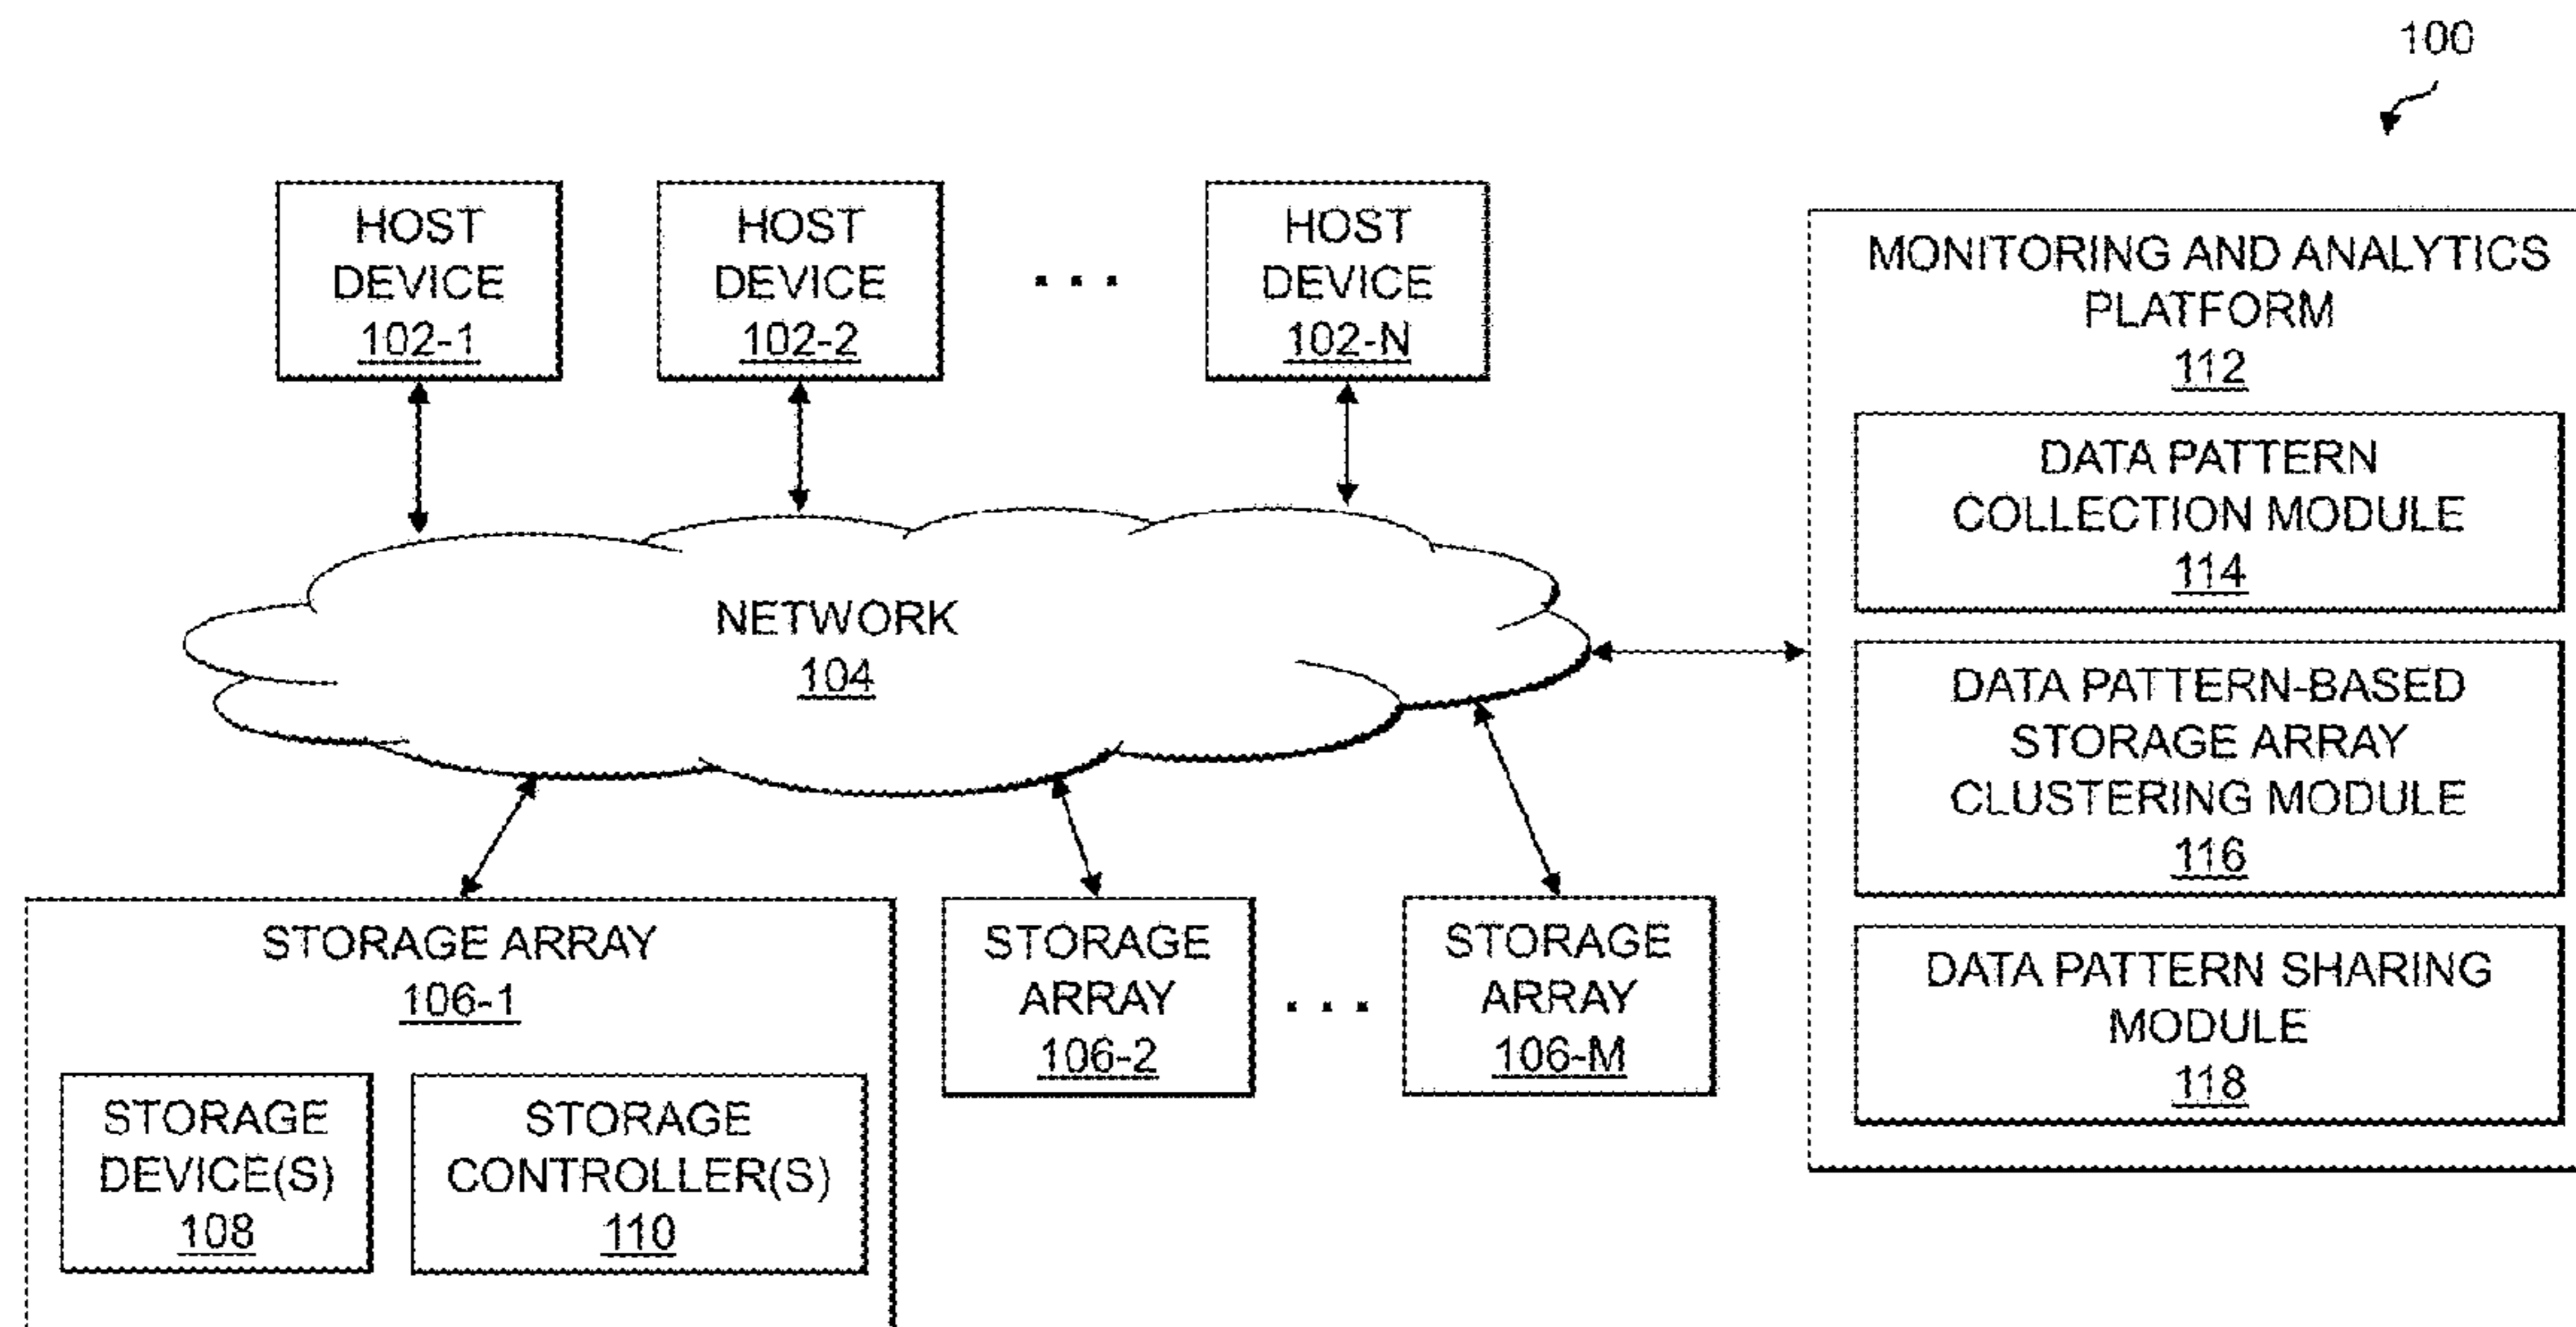 100
HOST
DEVICE
102-1
HOST
DEVICE
102-2
. . .
HOST
DEVICE
102-N
MONITORING AND ANALYTICS
PLATFORM
112
DATA PATTERN
COLLECTION MODULE
114
DATA PATTERN-BASED
STORAGE ARRAY
CLUSTERING MODULE
116
DATA PATTERN SHARING
MODULE
118
NETWORK
104
STORAGE ARRAY
106-1
STORAGE
DEVICE(S)
108
STORAGE
CONTROLLER(S)
110
STORAGE
ARRAY
106-2
. . .
STORAGE
ARRAY
106-M